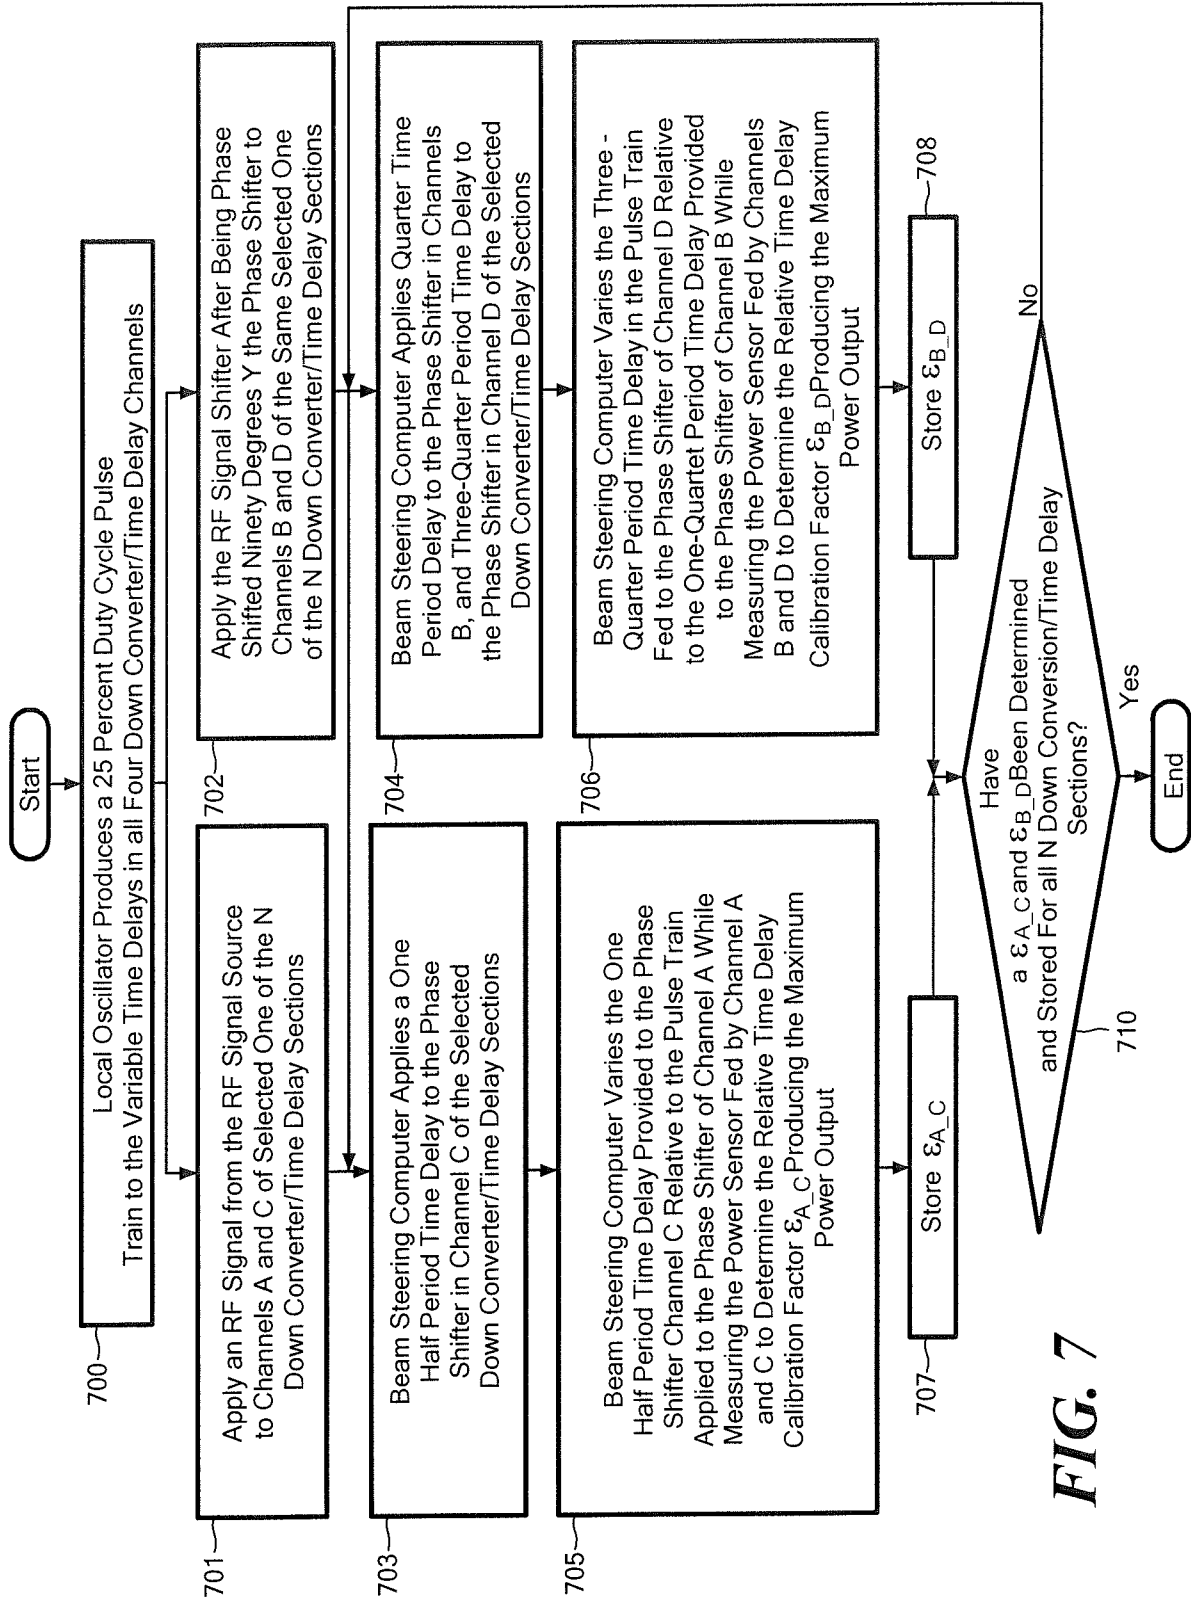 Start
700
Local Oscillator Produces a 25 Percent Duty Cycle Pulse
Train to the Variable Time Delays in all Four Down Converter/Time Delay Channels
701
Apply an RF Signal from the RF Signal Source
to Channels A and C of Selected One of the N
Down Converter/Time Delay Sections
702
Apply the RF Signal Shifter After Being Phase
Shifted Ninety Degrees Y the Phase Shifter to
Channels B and D of the Same Selected One
of the N Down Converter/Time Delay Sections
703
Beam Steering Computer Applies a One
Half Period Time Delay to the Phase
Shifter in Channel C of the Selected
Down Converter/Time Delay Sections
704
Beam Steering Computer Applies Quarter Time
Period Delay to the Phase Shifter in Channels
B, and Three-Quarter Period Time Delay to
the Phase Shifter in Channel D of the Selected
Down Converter/Time Delay Sections
705
Beam Steering Computer Varies the One
Half Period Time Delay Provided to the Phase
Shifter Channel C Relative to the Pulse Train
Applied to the Phase Shifter of Channel A While
Measuring the Power Sensor Fed by Channel A
and C to Determine the Relative Time Delay
Calibration Factor ε_A_C Producing the Maximum
Power Output
706
Beam Steering Computer Varies the Three -
Quarter Period Time Delay in the Pulse Train
Fed to the Phase Shifter of Channel D Relative
to the One-Quartet Period Time Delay Provided
to the Phase Shifter of Channel B While
Measuring the Power Sensor Fed by Channels
B and D to Determine the Relative Time Delay
Calibration Factor ε_B_D Producing the Maximum
Power Output
707
Store ε_A_C
708
Store ε_B_D
Have
a ε_A_C and ε_B_D Been Determined
and Stored For all N Down Conversion/Time Delay
Sections?
710
No
Yes
End
FIG. 7